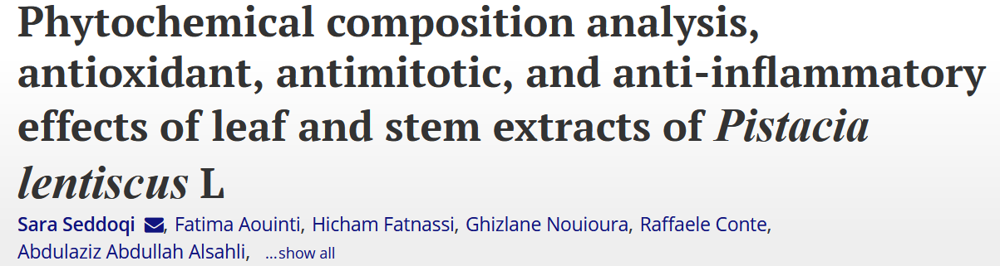 Phytochemical composition analysis,
antioxidant, antimitotic, and anti-inflammatory
effects of leaf and stem extracts of Pistacia
lentiscus L
Sara Seddoqi , Fatima Aouinti, Hicham Fatnassi, Ghizlane Nouioura, Raffaele Conte,
Abdulaziz Abdullah Alsahli, ...show all